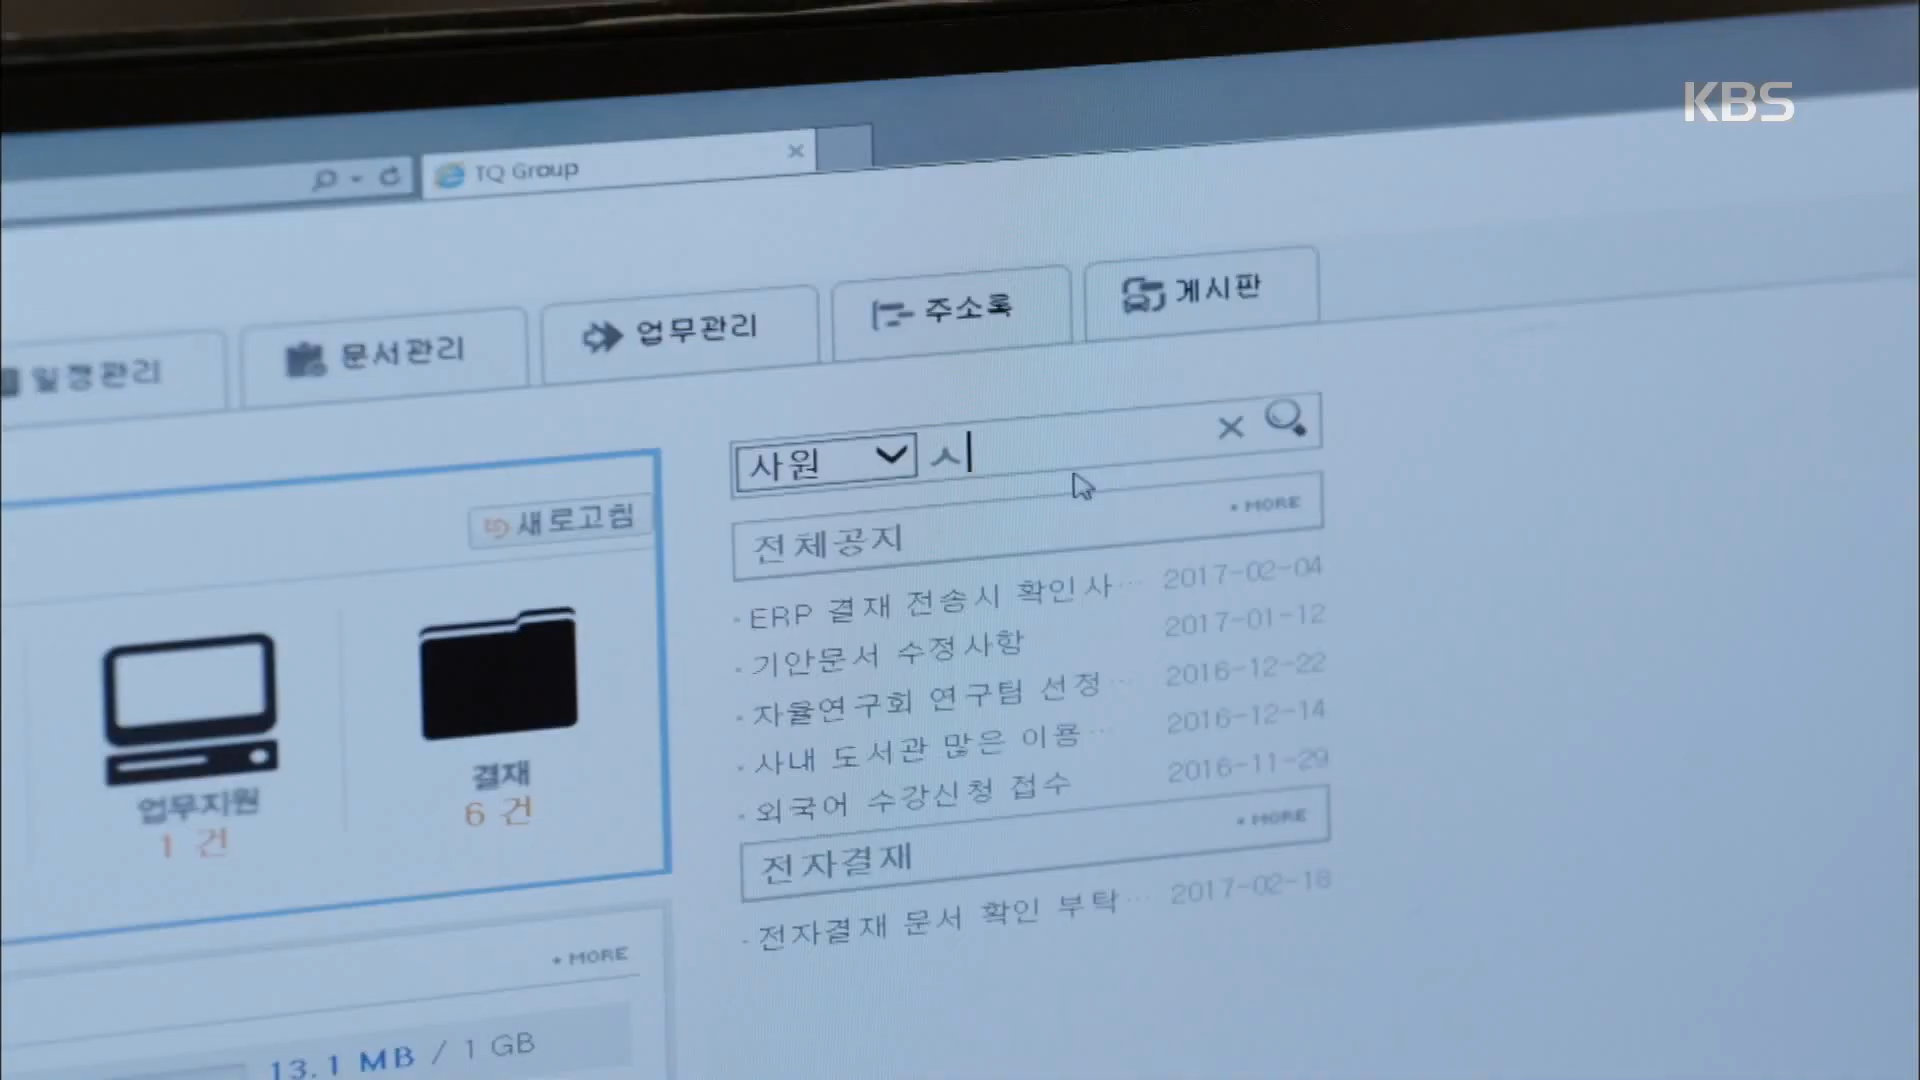 KBS
TQ Group
일정관리
문서관리
업무관리
주소록
게시판
사원
ㅅ
새로고침
업무지원
1 건
결재
6 건
전체공지
• MORE
· ERP 결재 전송시 확인사… 2017-02-04
· 기안문서 수정사항 2017-01-12
· 자율연구회 연구팀 선정… 2016-12-22
· 사내 도서관 많은 이용… 2016-12-14
· 외국어 수강신청 접수 2016-11-29
전자결재
• MORE
· 전자결재 문서 확인 부탁… 2017-02-18
• MORE
13.1 MB / 1 GB